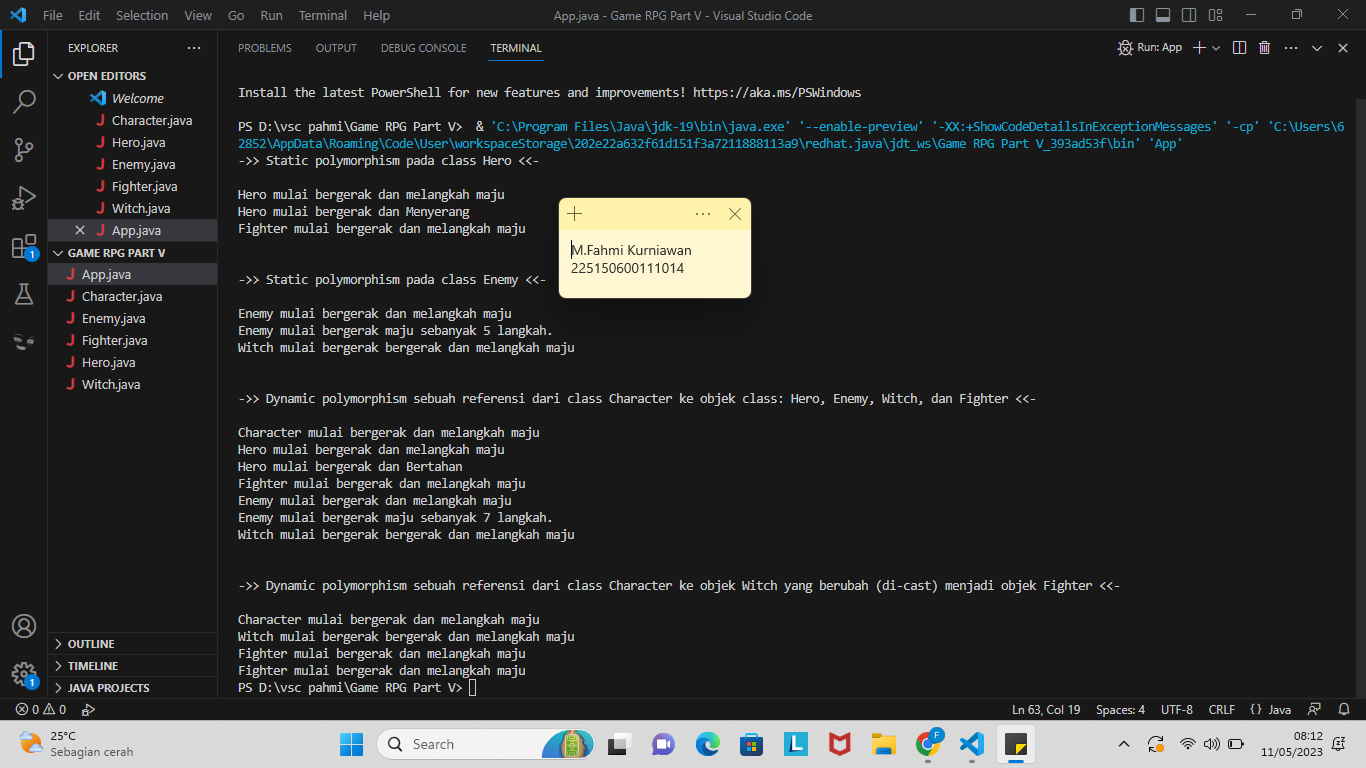 File Edit Selection View Go Run Terminal Help
App.java - Game RPG Part V - Visual Studio Code
EXPLORER
OPEN EDITORS
Welcome
Character.java
Hero.java
Enemy.java
Fighter.java
Witch.java
App.java
GAME RPG PART V
App.java
Character.java
Enemy.java
Fighter.java
Hero.java
Witch.java
OUTLINE
TIMELINE
JAVA PROJECTS
1
1
PROBLEMS OUTPUT DEBUG CONSOLE TERMINAL
Run: App
Install the latest PowerShell for new features and improvements! https://aka.ms/PSWindows
PS D:\vsc pahmi\Game RPG Part V>  & 'C:\Program Files\Java\jdk-19\bin\java.exe' '--enable-preview' '-XX:+ShowCodeDetailsInExceptionMessages' '-cp' 'C:\Users\6
2852\AppData\Roaming\Code\User\workspaceStorage\202e22a632f61d151f3a7211888113a9\redhat.java\jdt_ws\Game RPG Part V_393ad53f\bin' 'App'
->> Static polymorphism pada class Hero <<-
Hero mulai bergerak dan melangkah maju
Hero mulai bergerak dan Menyerang
Fighter mulai bergerak dan melangkah maju
->> Static polymorphism pada class Enemy <<-
Enemy mulai bergerak dan melangkah maju
Enemy mulai bergerak maju sebanyak 5 langkah.
Witch mulai bergerak bergerak dan melangkah maju
->> Dynamic polymorphism sebuah referensi dari class Character ke objek class: Hero, Enemy, Witch, dan Fighter <<-
Character mulai bergerak dan melangkah maju
Hero mulai bergerak dan melangkah maju
Hero mulai bergerak dan Bertahan
Fighter mulai bergerak dan melangkah maju
Enemy mulai bergerak dan melangkah maju
Enemy mulai bergerak maju sebanyak 7 langkah.
Witch mulai bergerak bergerak dan melangkah maju
->> Dynamic polymorphism sebuah referensi dari class Character ke objek Witch yang berubah (di-cast) menjadi objek Fighter <<-
Character mulai bergerak dan melangkah maju
Witch mulai bergerak bergerak dan melangkah maju
Fighter mulai bergerak dan melangkah maju
Fighter mulai bergerak dan melangkah maju
PS D:\vsc pahmi\Game RPG Part V>
M.Fahmi Kurniawan
225150600111014
0 0
Ln 63, Col 19 Spaces: 4 UTF-8 CRLF {} Java
25°C
Sebagian cerah
Search
L
F
08:12
11/05/2023